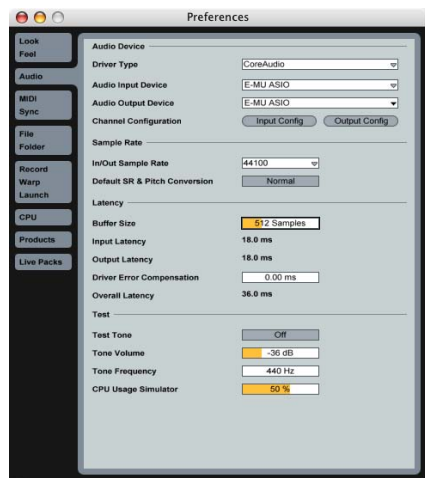 Preferences
Look
Feel
Audio
MIDI
Sync
File
Folder
Record
Warp
Launch
CPU
Products
Live Packs
Audio Device
Driver Type CoreAudio
Audio Input Device E-MU ASIO
Audio Output Device E-MU ASIO
Channel Configuration Input Config Output Config
Sample Rate
In/Out Sample Rate 44100
Default SR & Pitch Conversion Normal
Latency
Buffer Size 512 Samples
Input Latency 18.0 ms
Output Latency 18.0 ms
Driver Error Compensation 0.00 ms
Overall Latency 36.0 ms
Test
Test Tone Off
Tone Volume -36 dB
Tone Frequency 440 Hz
CPU Usage Simulator 50 %